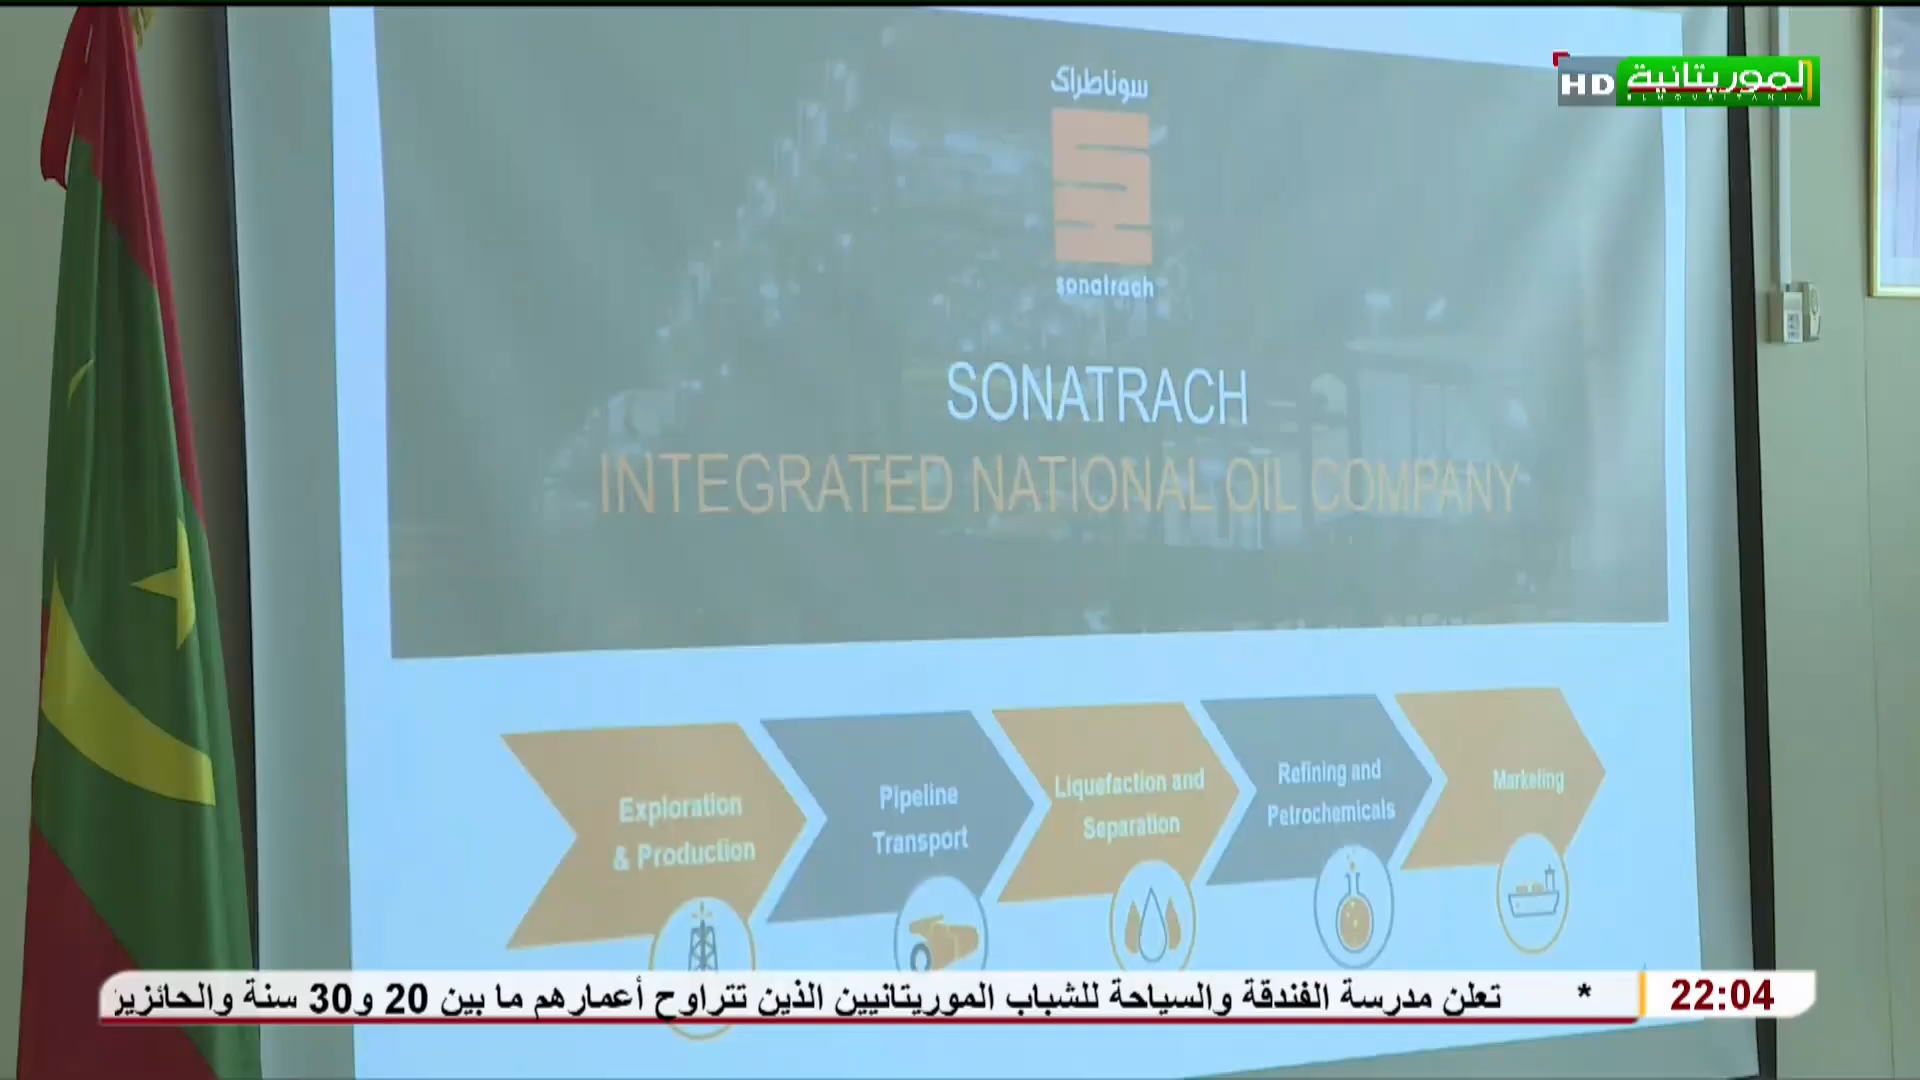 سوناطراك
HD الموريتانية
ELMOURITANIA
sonatrach
SONATRACH
INTEGRATED NATIONAL OIL COMPANY
Exploration
& Production
Pipeline
Transport
Liquefaction and
Separation
Refining and
Petrochemicals
Marketing
* تعلن مدرسة الفندقة والسياحة للشباب الموريتانيين الذين تتراوح أعمارهم ما بين 20 و30 سنة والحائزين
22:04